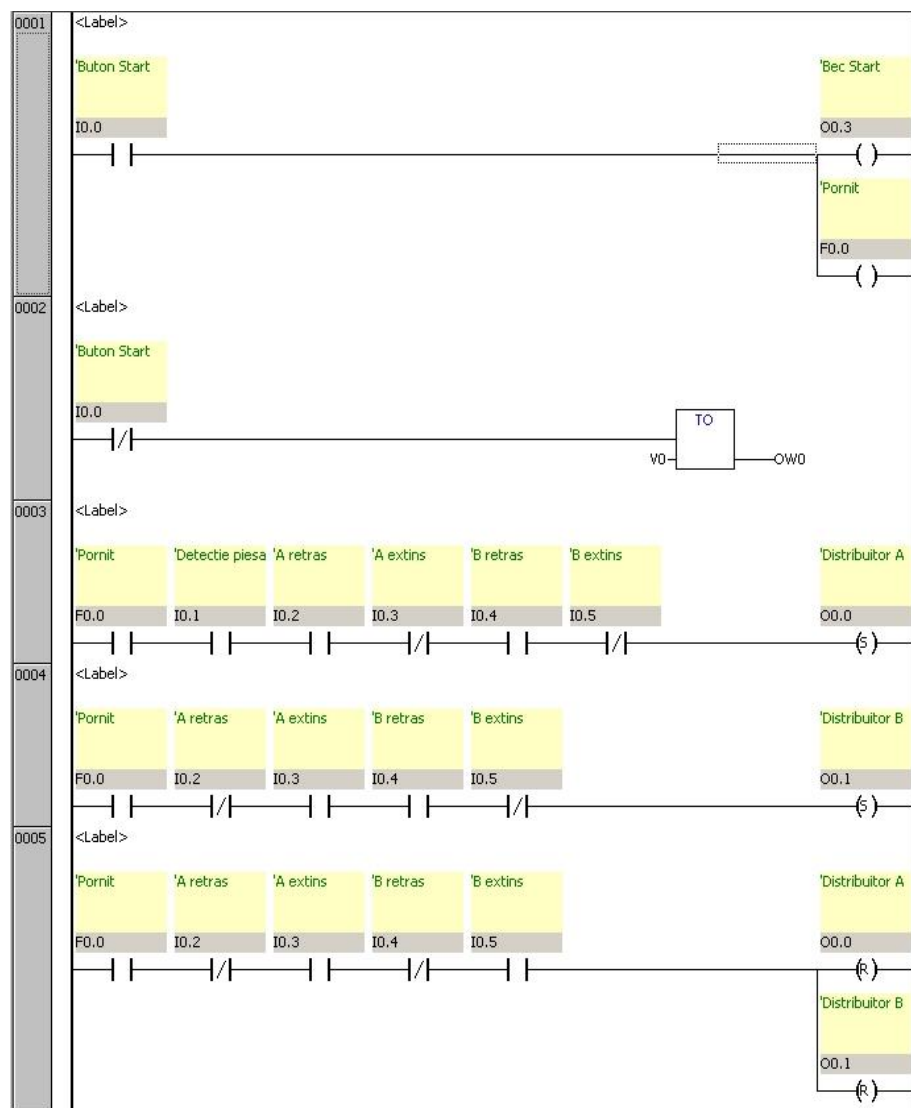 0001
<Label>
'Buton Start
'Bec Start
I0.0
O0.3
'Pornit
F0.0
0002
<Label>
'Buton Start
I0.0
TO
V0
OW0
0003
<Label>
'Pornit 'Detectie piesa 'A retras 'A extins 'B retras 'B extins 'Distribuitor A
F0.0 I0.1 I0.2 I0.3 I0.4 I0.5 O0.0
S
0004
<Label>
'Pornit 'A retras 'A extins 'B retras 'B extins 'Distribuitor B
F0.0 I0.2 I0.3 I0.4 I0.5 O0.1
S
0005
<Label>
'Pornit 'A retras 'A extins 'B retras 'B extins 'Distribuitor A
F0.0 I0.2 I0.3 I0.4 I0.5 O0.0
R
'Distribuitor B
O0.1
R